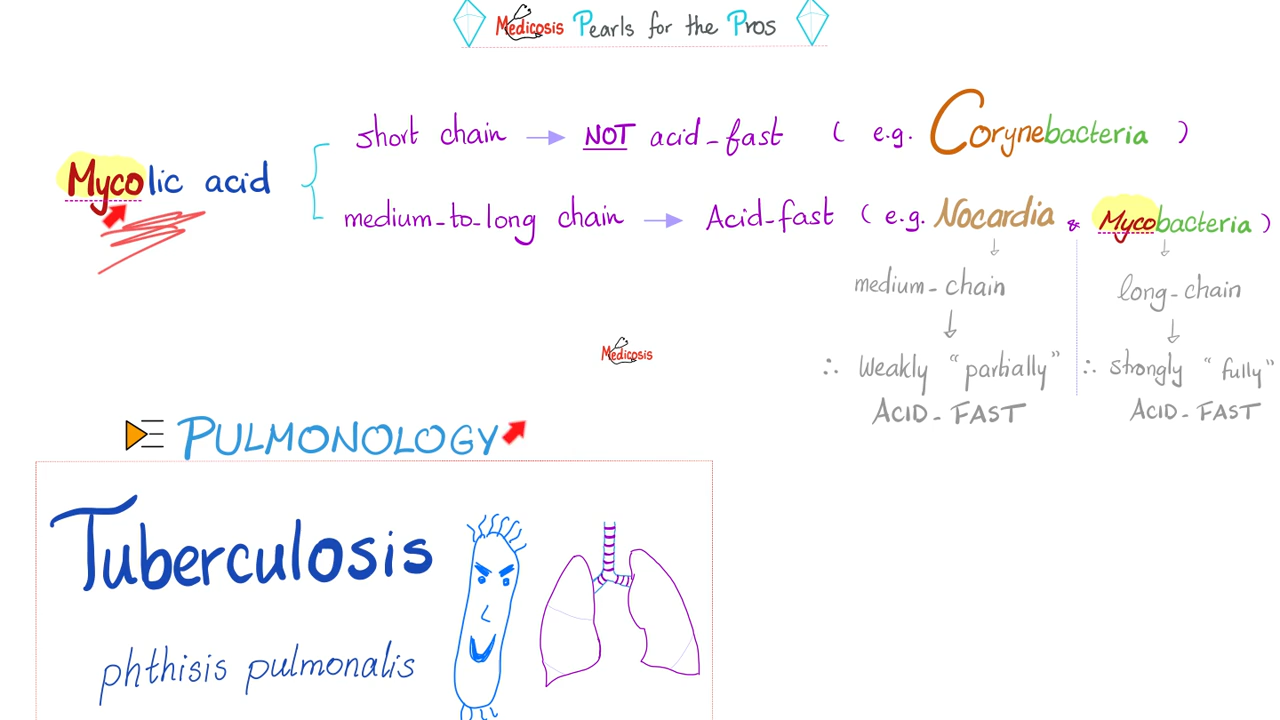 Medicosis Pearls for the Pros
short chain → NOT acid-fast ( e.g. Corynebacteria )
Mycolic acid
medium-to-long chain → Acid-fast ( e.g. Nocardia & Mycobacteria )
medium-chain
long-chain
∴ Weakly "partially"
ACID-FAST
∴ strongly "fully"
ACID-FAST
Medicosis
PULMONOLOGY
Tuberculosis
phthisis pulmonalis